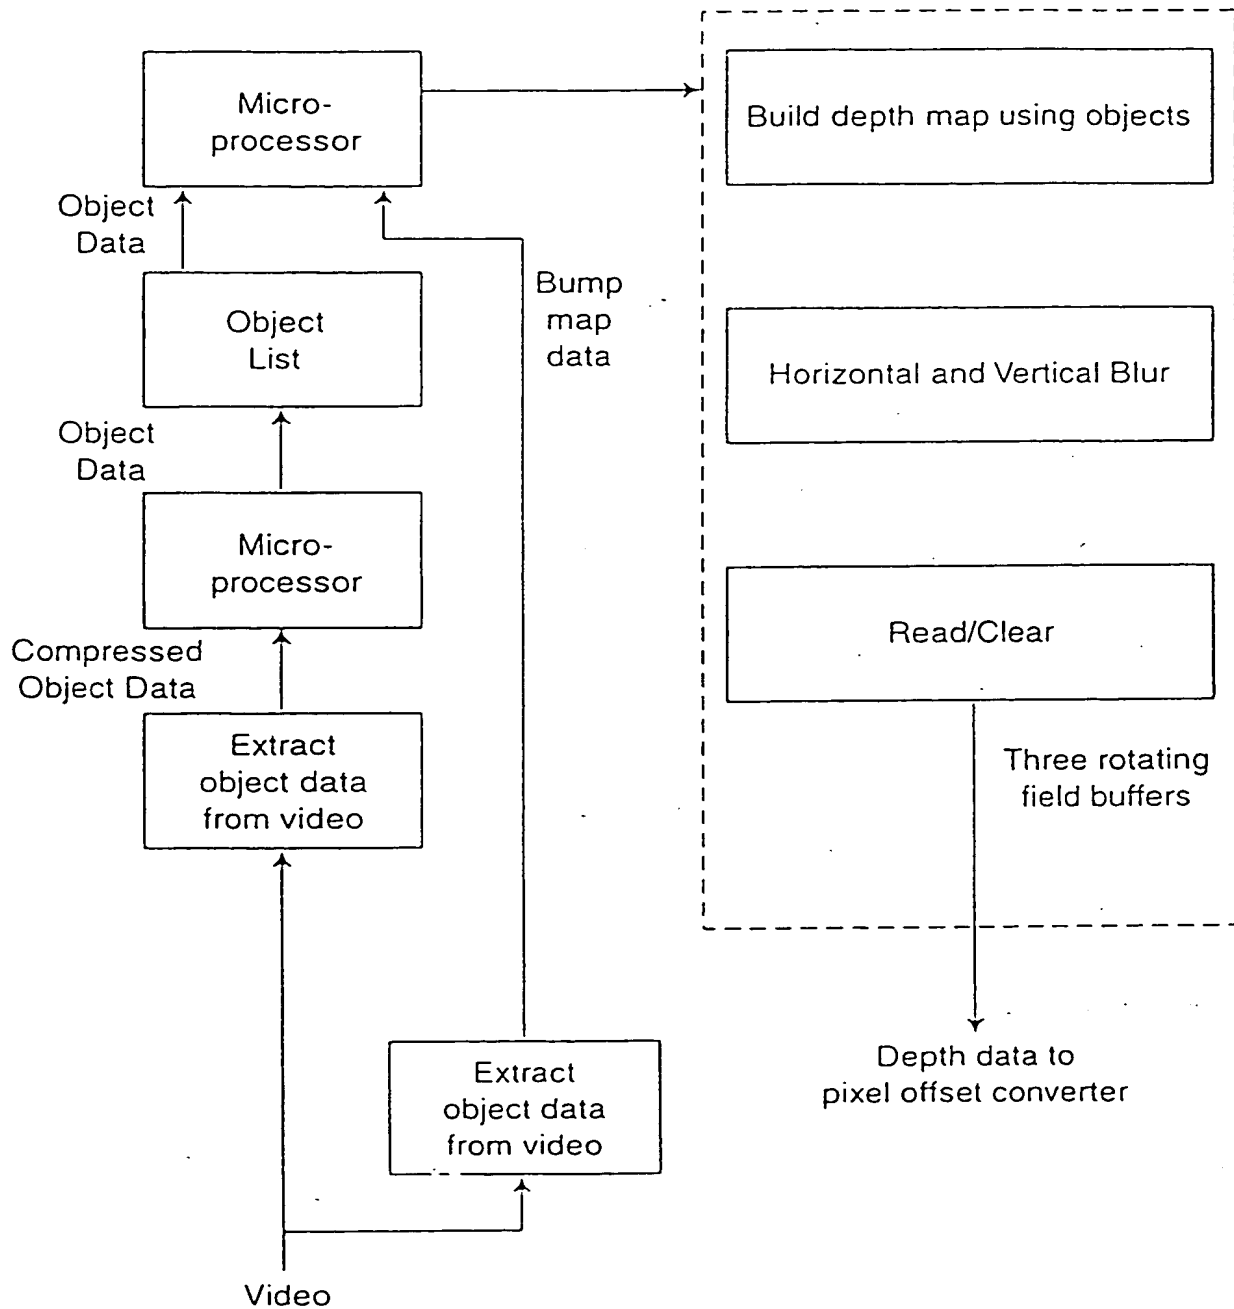 Micro-
processor
Build depth map using objects
Object
Data
Object
List
Bump
map
data
Horizontal and Vertical Blur
Object
Data
Micro-
processor
Read/Clear
Compressed
Object Data
Extract
object data
from video
Three rotating
field buffers
Extract
object data
from video
Depth data to
pixel offset converter
Video